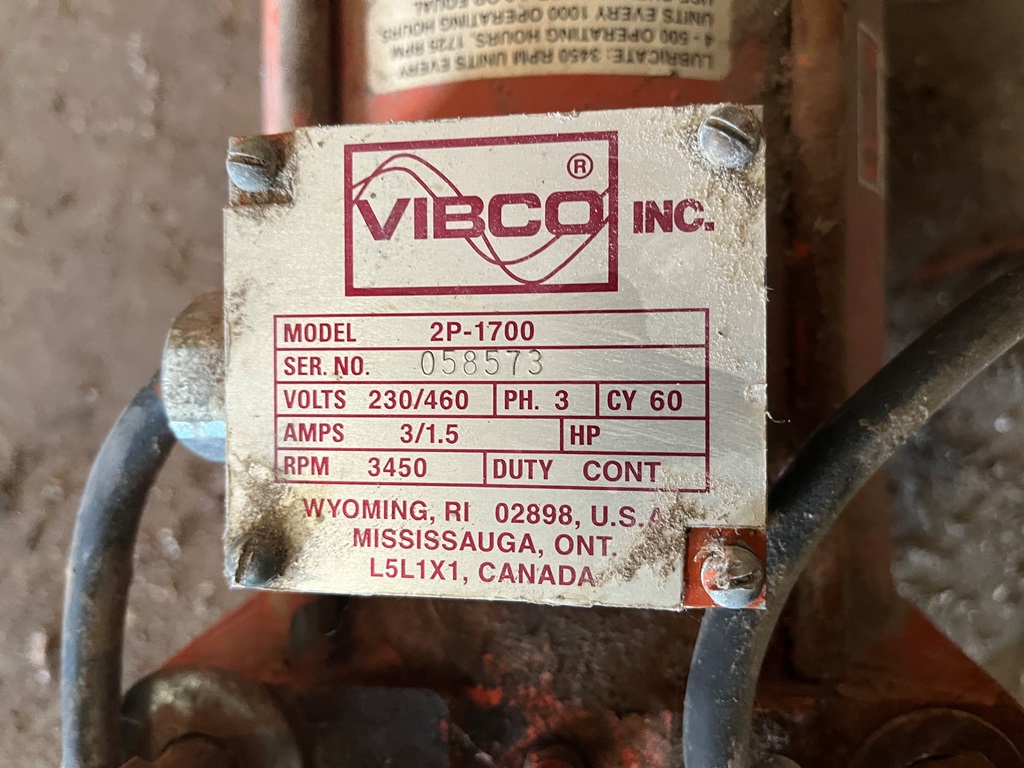 LUBRICATE: 3450 RPM UNITS EVERY
4 - 500 OPERATING HOURS, 1725 RPM
UNITS EVERY 1000 OPERATING HOURS.
OR EQUAL
VIBCO ® INC.
MODEL 2P-1700
SER. NO. 058573
VOLTS 230/460 PH. 3 CY 60
AMPS 3/1.5 HP
RPM 3450 DUTY CONT
WYOMING, RI 02898, U.S.A
MISSISSAUGA, ONT.
L5L1X1, CANADA